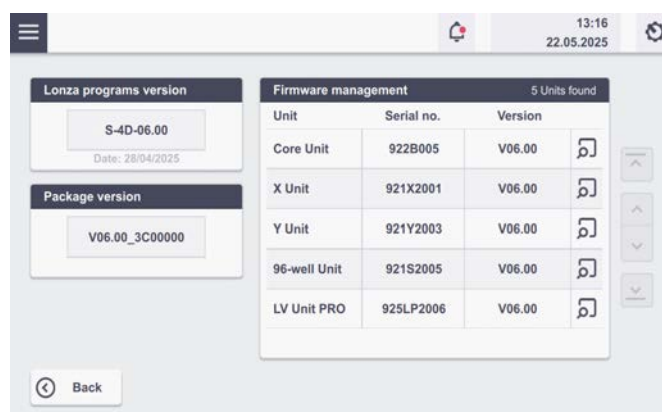 13:16
22.05.2025
Lonza programs version
S-4D-06.00
Date: 28/04/2025
Package version
V06.00_3C00000
Firmware management 5 Units found
Unit Serial no. Version
Core Unit 922B005 V06.00
X Unit 921X2001 V06.00
Y Unit 921Y2003 V06.00
96-well Unit 921S2005 V06.00
LV Unit PRO 925LP2006 V06.00
Back